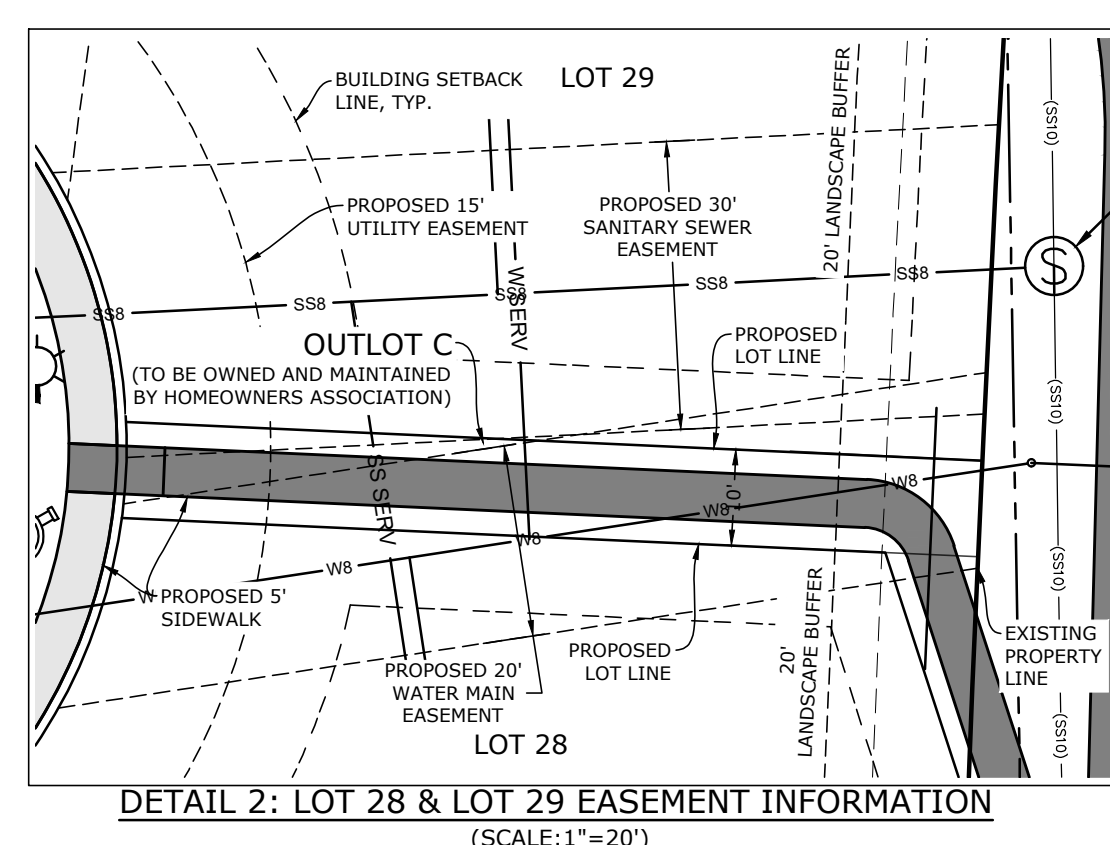 BUILDING SETBACK
LINE, TYP.
LOT 29
20' LANDSCAPE BUFFER
(SS10)
PROPOSED 15'
UTILITY EASEMENT
PROPOSED 30'
SANITARY SEWER
EASEMENT
S
SS8
SS8
SS8
SS8
SS8
W SERV
OUTLOT C
(TO BE OWNED AND MAINTAINED
BY HOMEOWNERS ASSOCIATION)
PROPOSED
LOT LINE
(SS10)
SS SERV
10'
W8
W8
W8
W8
W
PROPOSED 5'
SIDEWALK
(SS10)
20'
LANDSCAPE BUFFER
EXISTING
PROPERTY
LINE
PROPOSED
LOT LINE
PROPOSED 20'
WATER MAIN
EASEMENT
LOT 28
(SS10)
DETAIL 2: LOT 28 & LOT 29 EASEMENT INFORMATION
(SCALE:1"=20')